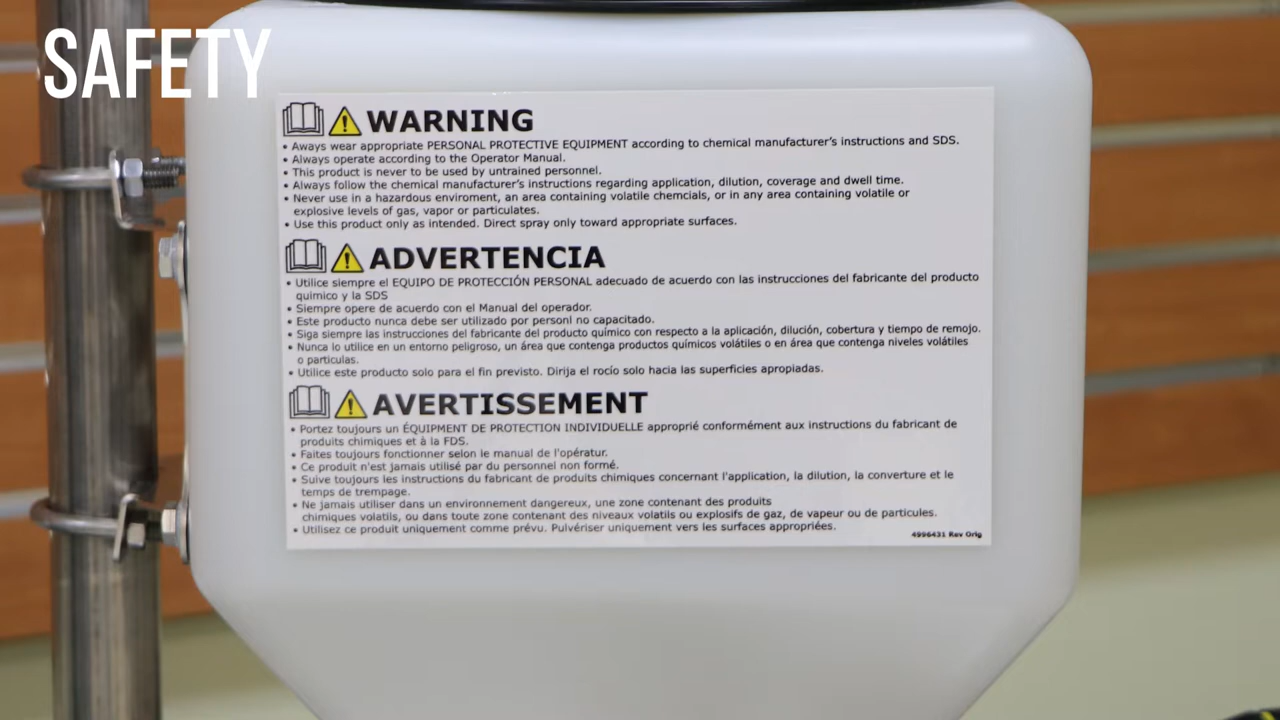 SAFETY
WARNING
• Aways wear appropriate PERSONAL PROTECTIVE EQUIPMENT according to chemical manufacturer's instructions and SDS.
• Always operate according to the Operator Manual.
• This product is never to be used by untrained personnel.
• Always follow the chemical manufacturer's instructions regarding application, dilution, coverage and dwell time.
• Never use in a hazardous enviroment, an area containing volatile chemcials, or in any area containing volatile or
explosive levels of gas, vapor or particulates.
• Use this product only as intended. Direct spray only toward appropriate surfaces.
ADVERTENCIA
• Utilice siempre el EQUIPO DE PROTECCIÓN PERSONAL adecuado de acuerdo con las instrucciones del fabricante del producto
quimico y la SDS
• Siempre opere de acuerdo con el Manual del operador.
• Este producto nunca debe ser utilizado por personl no capacitado.
• Siga siempre las instrucciones del fabricante del producto químico con respecto a la aplicación, dilución, cobertura y tiempo de remojo.
• Nunca lo utilice en un entorno peligroso, un área que contenga productos químicos volátiles o en área que contenga niveles volátiles
o particulas.
• Utilice este producto solo para el fin previsto. Dirija el rocío solo hacia las superficies apropiadas.
AVERTISSEMENT
• Portez toujours un ÉQUIPMENT DE PROTECTION INDIVIDUELLE approprié conformément aux instructions du fabricant de
produits chimiques et à la FDS.
• Faites toujours fonctionner selon le manuel de l'opératur.
• Ce produit n'est jamais utilisé par du personnel non formé.
• Suive toujours les instructions du fabricant de produits chimiques concernant l'application, la dilution, la converture et le
temps de trempage.
• Ne jamais utiliser dans un environnement dangereux, une zone contenant des produits
chimiques volatils, ou dans toute zone contenant des niveaux volatils ou explosifs de gaz, de vapeur ou de particules.
• Utilisez ce produit uniquement comme prévu. Pulvériser uniquement vers les surfaces appropriées.
4996431 Rev Orig